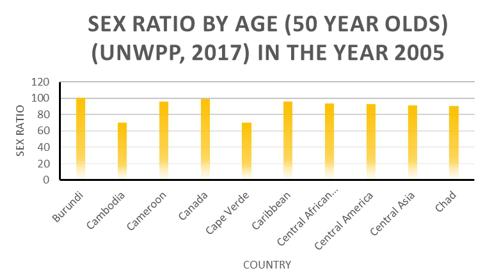 SEX RATIO BY AGE (50 YEAR OLDS)
(UNWPP, 2017) IN THE YEAR 2005
120
100
80
60
40
20
0
SEX RATIO
Burundi
Cambodia
Cameroon
Canada
Cape Verde
Caribbean
Central African...
Central America
Central Asia
Chad
COUNTRY